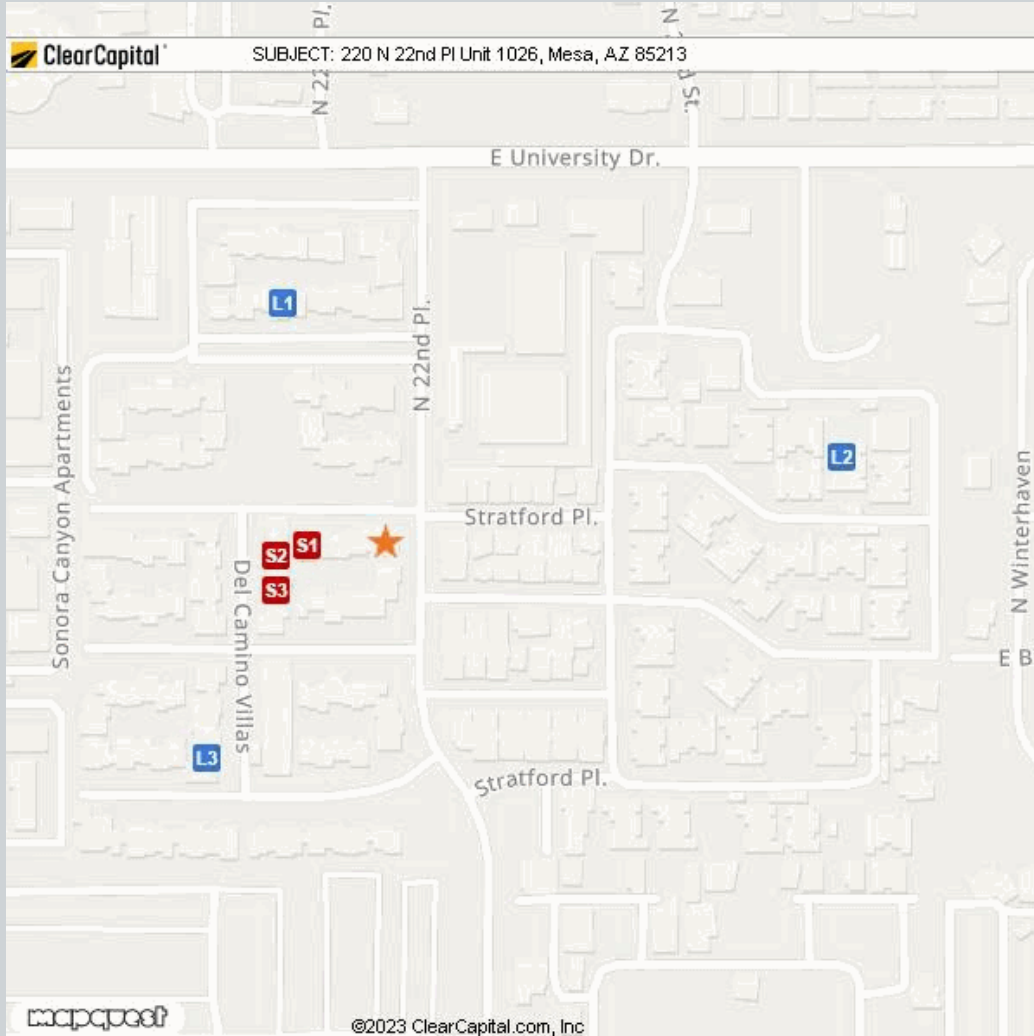 N 22nd Pl.
ClearCapital
SUBJECT: 220 N 22nd Pl Unit 1026, Mesa, AZ 85213
E University Dr.
L1
N 22nd Pl.
Sonora Canyon Apartments
L2
N Winterhaven
Stratford Pl.
S1
S2
S3
Del Camino Villas
E B
L3
Stratford Pl.
mapquest
©2023 ClearCapital.com, Inc